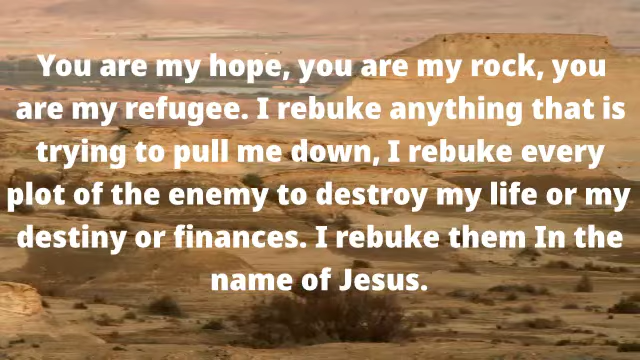 You are my hope, you are my rock, you
are my refugee. I rebuke anything that is
trying to pull me down, I rebuke every
plot of the enemy to destroy my life or my
destiny or finances. I rebuke them In the
name of Jesus.